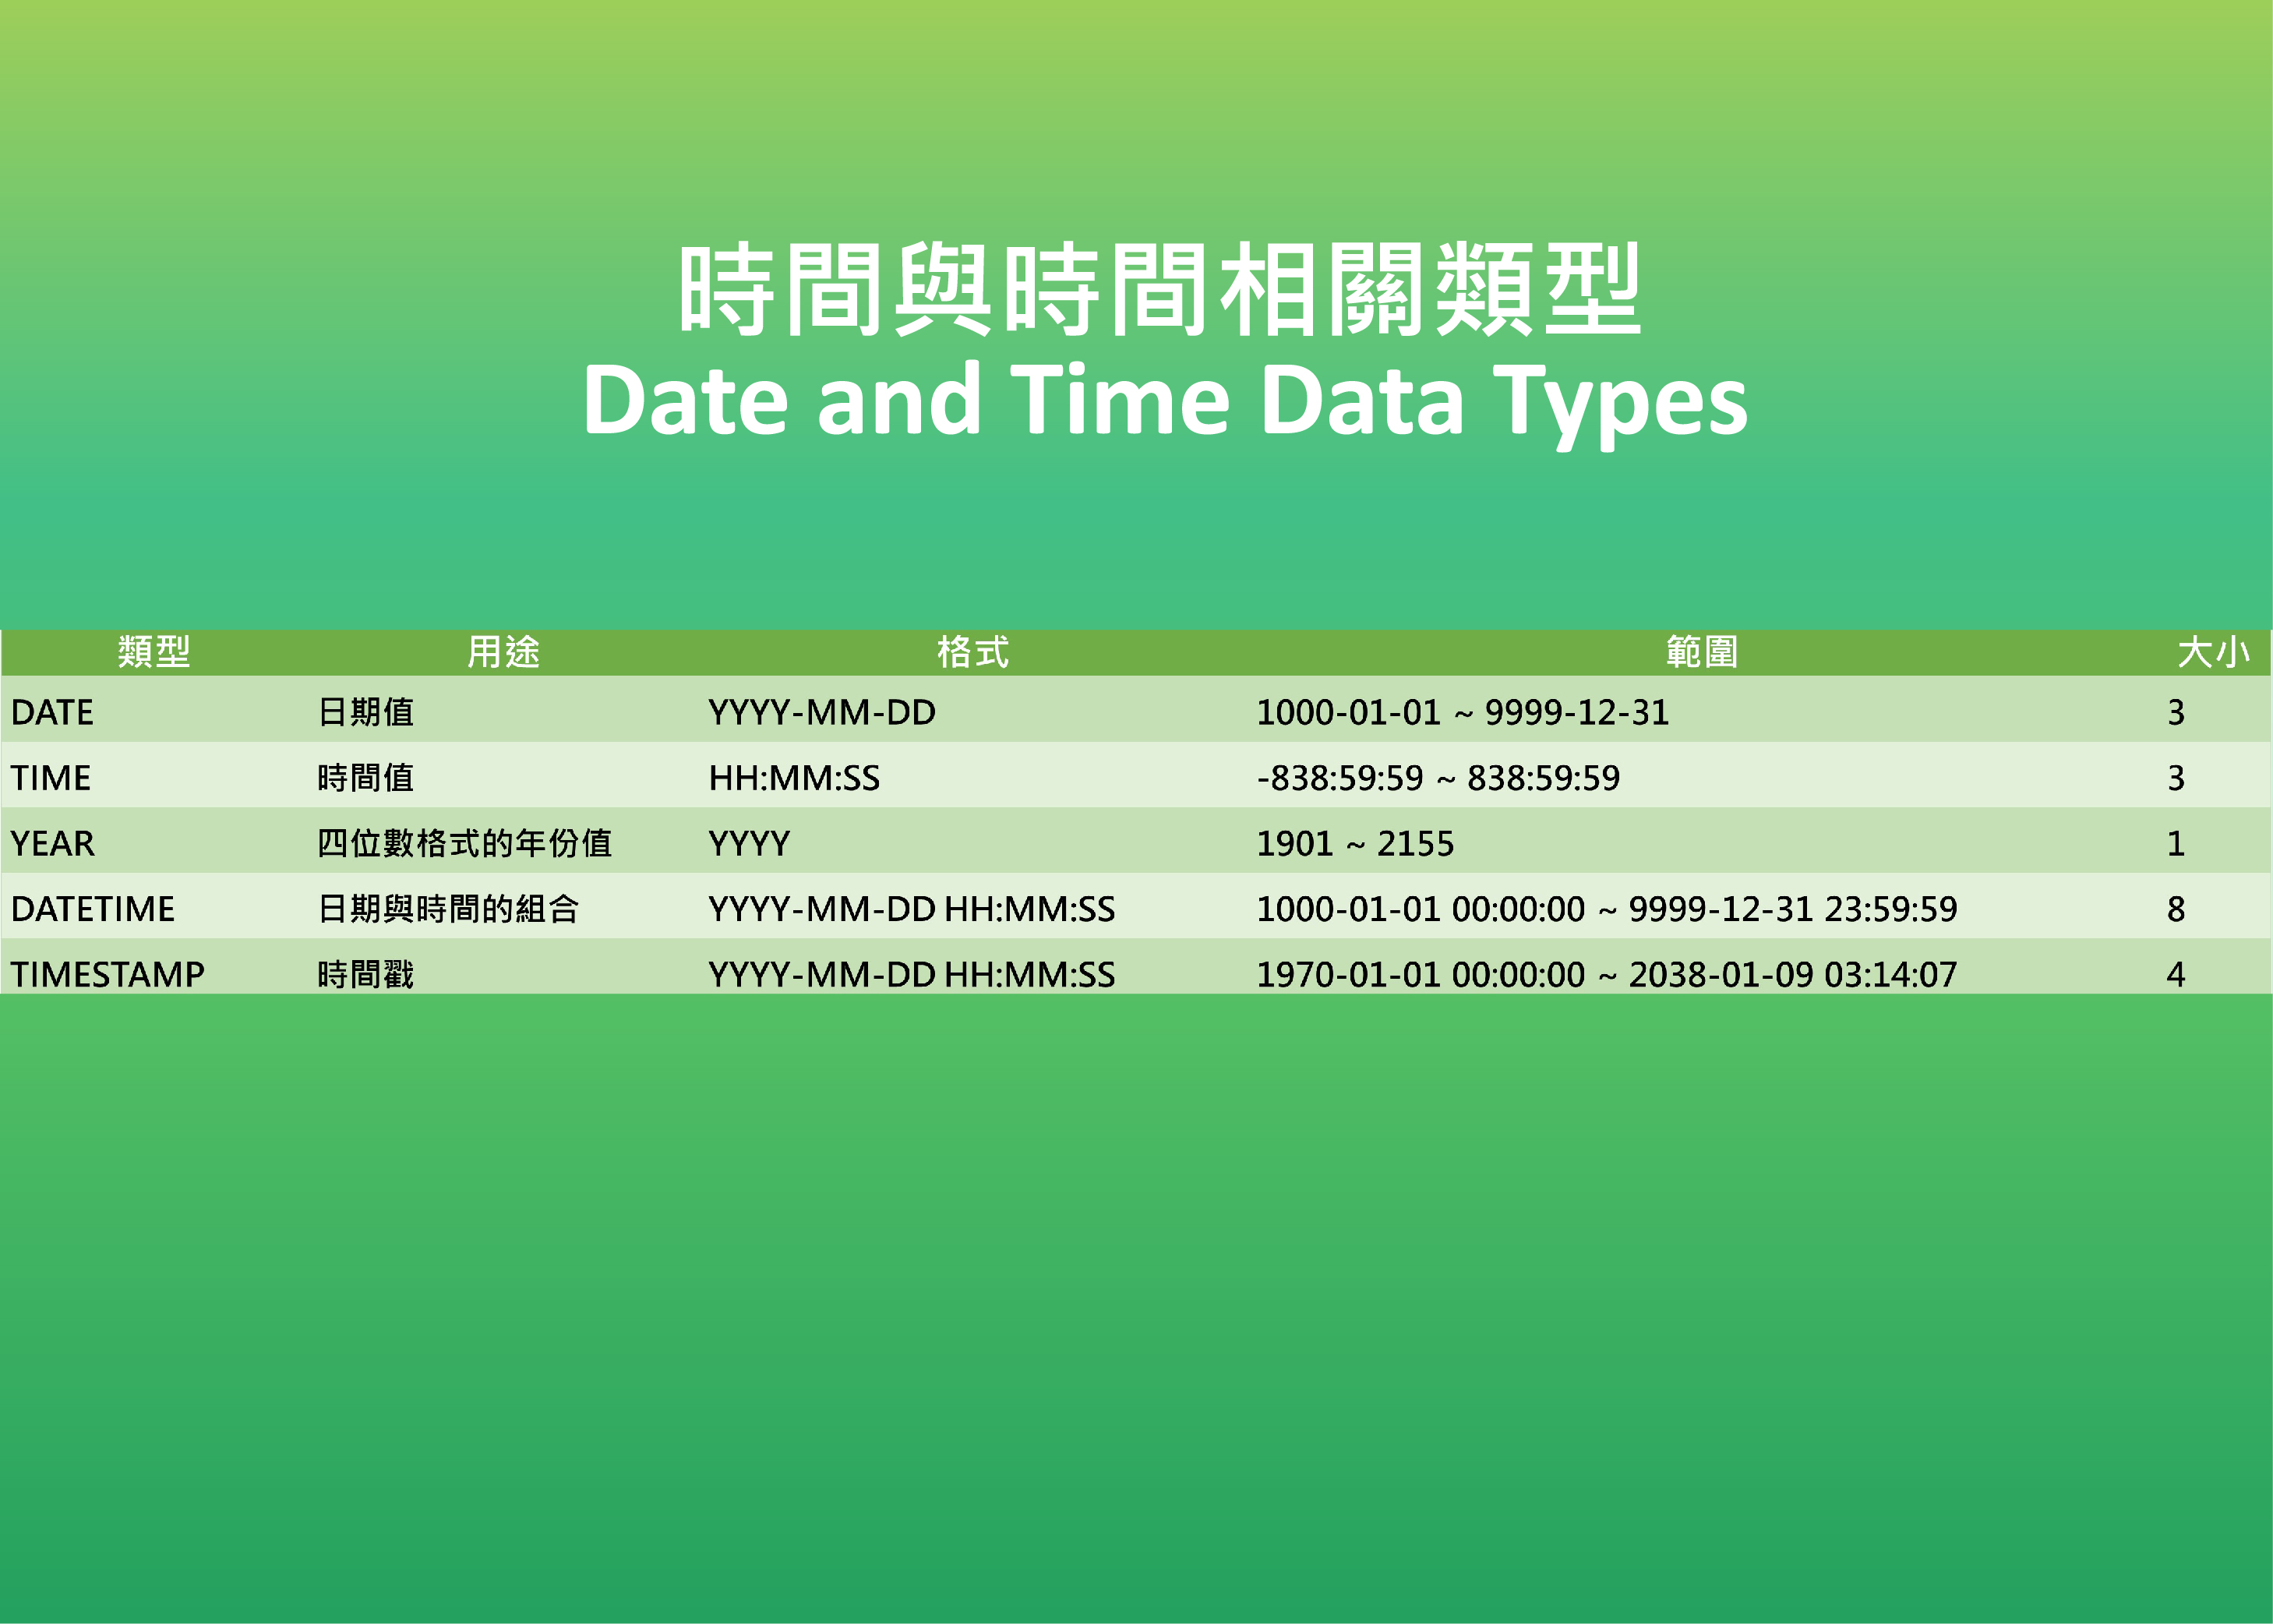 時間與時間相關類型
Date and Time Data Types
類型 用途 格式 範圍 大小
DATE 日期值 YYYY-MM-DD 1000-01-01 ~ 9999-12-31 3
TIME 時間值 HH:MM:SS -838:59:59 ~ 838:59:59 3
YEAR 四位數格式的年份值 YYYY 1901 ~ 2155 1
DATETIME 日期與時間的組合 YYYY-MM-DD HH:MM:SS 1000-01-01 00:00:00 ~ 9999-12-31 23:59:59 8
TIMESTAMP 時間戳 YYYY-MM-DD HH:MM:SS 1970-01-01 00:00:00 ~ 2038-01-09 03:14:07 4